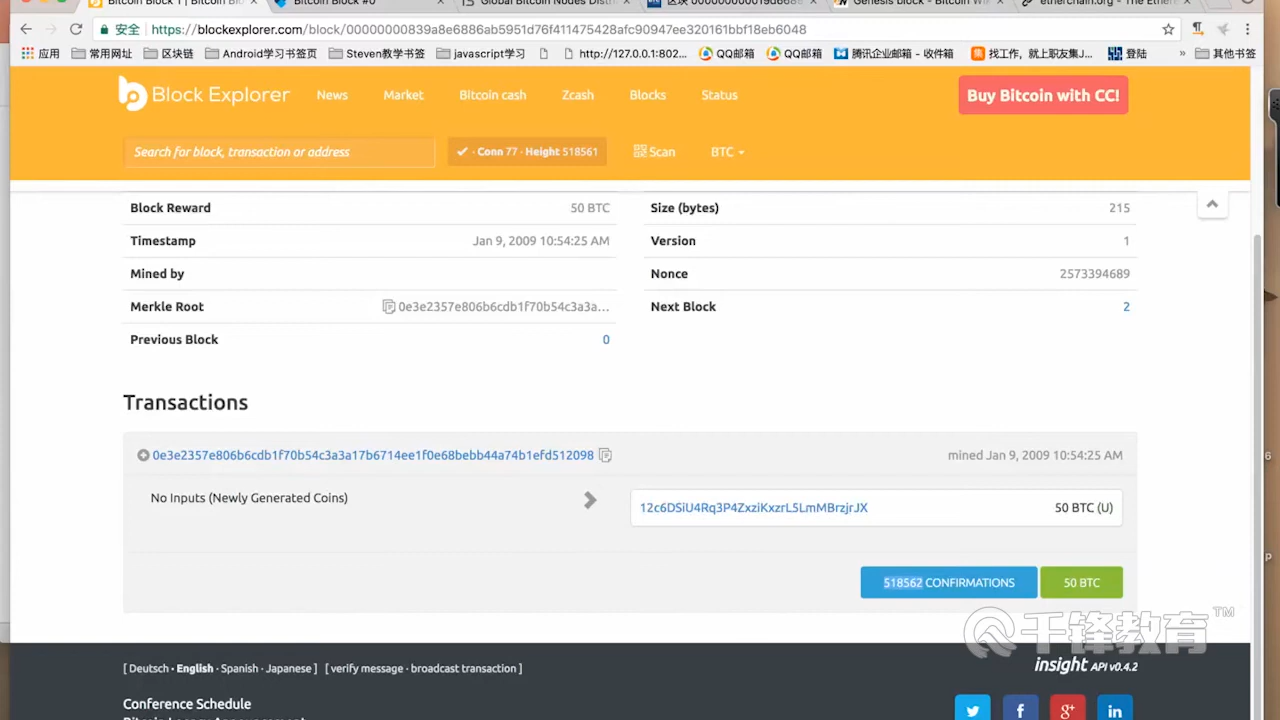 Bitcoin Block 1 | Bitcoin Blo
Bitcoin Block #0
Global Bitcoin Nodes Distri
Genesis block - Bitcoin Wi
etherchain.org - The Ether
安全 https://blockexplorer.com/block/00000000839a8e6886ab5951d76f411475428afc90947ee320161bbf18eb6048
应用 常用网址 区块链 Android学习书签页 Steven教学书签 javascript学习 http://127.0.0.1:802... QQ邮箱 QQ邮箱 腾讯企业邮箱 - 收件箱 找工作，就上职友集J... 登陆 » 其他书签
Block Explorer News Market Bitcoin cash Zcash Blocks Status Buy Bitcoin with CC!
Search for block, transaction or address · Conn 77 · Height 518561 Scan BTC
Block Reward 50 BTC Size (bytes) 215
Timestamp Jan 9, 2009 10:54:25 AM Version 1
Mined by Nonce 2573394689
Merkle Root 0e3e2357e806b6cdb1f70b54c3a3a... Next Block 2
Previous Block 0
Transactions
0e3e2357e806b6cdb1f70b54c3a3a17b6714ee1f0e68bebb44a74b1efd512098 mined Jan 9, 2009 10:54:25 AM
No Inputs (Newly Generated Coins)
12c6DSiU4Rq3P4ZxziKxzrL5LmMBrzjrJX 50 BTC (U)
518562 CONFIRMATIONS 50 BTC
千锋教育™
[ Deutsch · English · Spanish · Japanese ] [ verify message · broadcast transaction ]
insight API v0.4.2
Conference Schedule